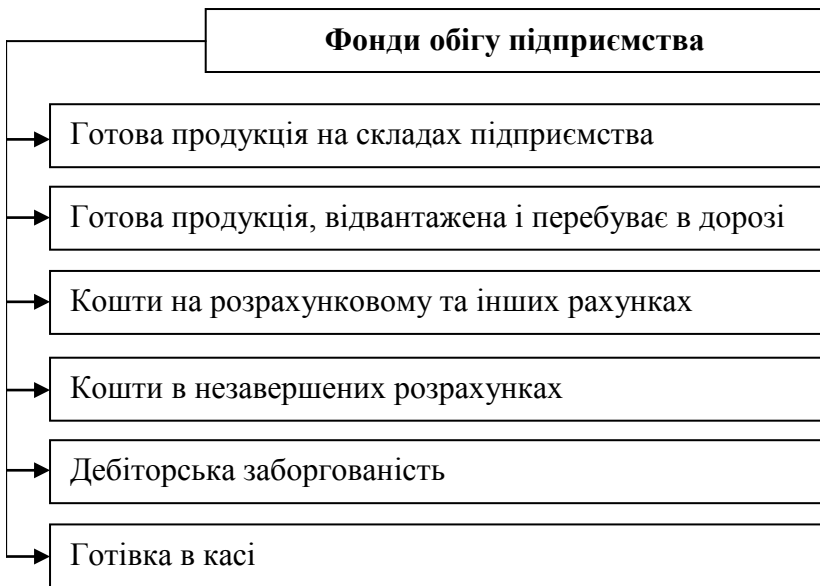 Фонди обігу підприємства
Готова продукція на складах підприємства
Готова продукція, відвантажена і перебуває в дорозі
Кошти на розрахунковому та інших рахунках
Кошти в незавершених розрахунках
Дебіторська заборгованість
Готівка в касі